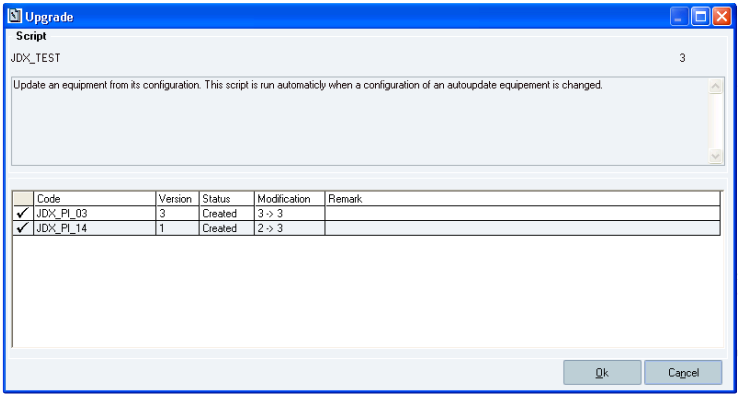 Upgrade
Script
JDX_TEST 3
Update an equipment from its configuration. This script is run automaticly when a configuration of an autoupdate equipement is changed.
Code Version Status Modification Remark
JDX_PI_03 3 Created 3 -> 3
JDX_PI_14 1 Created 2 -> 3
Ok Cancel